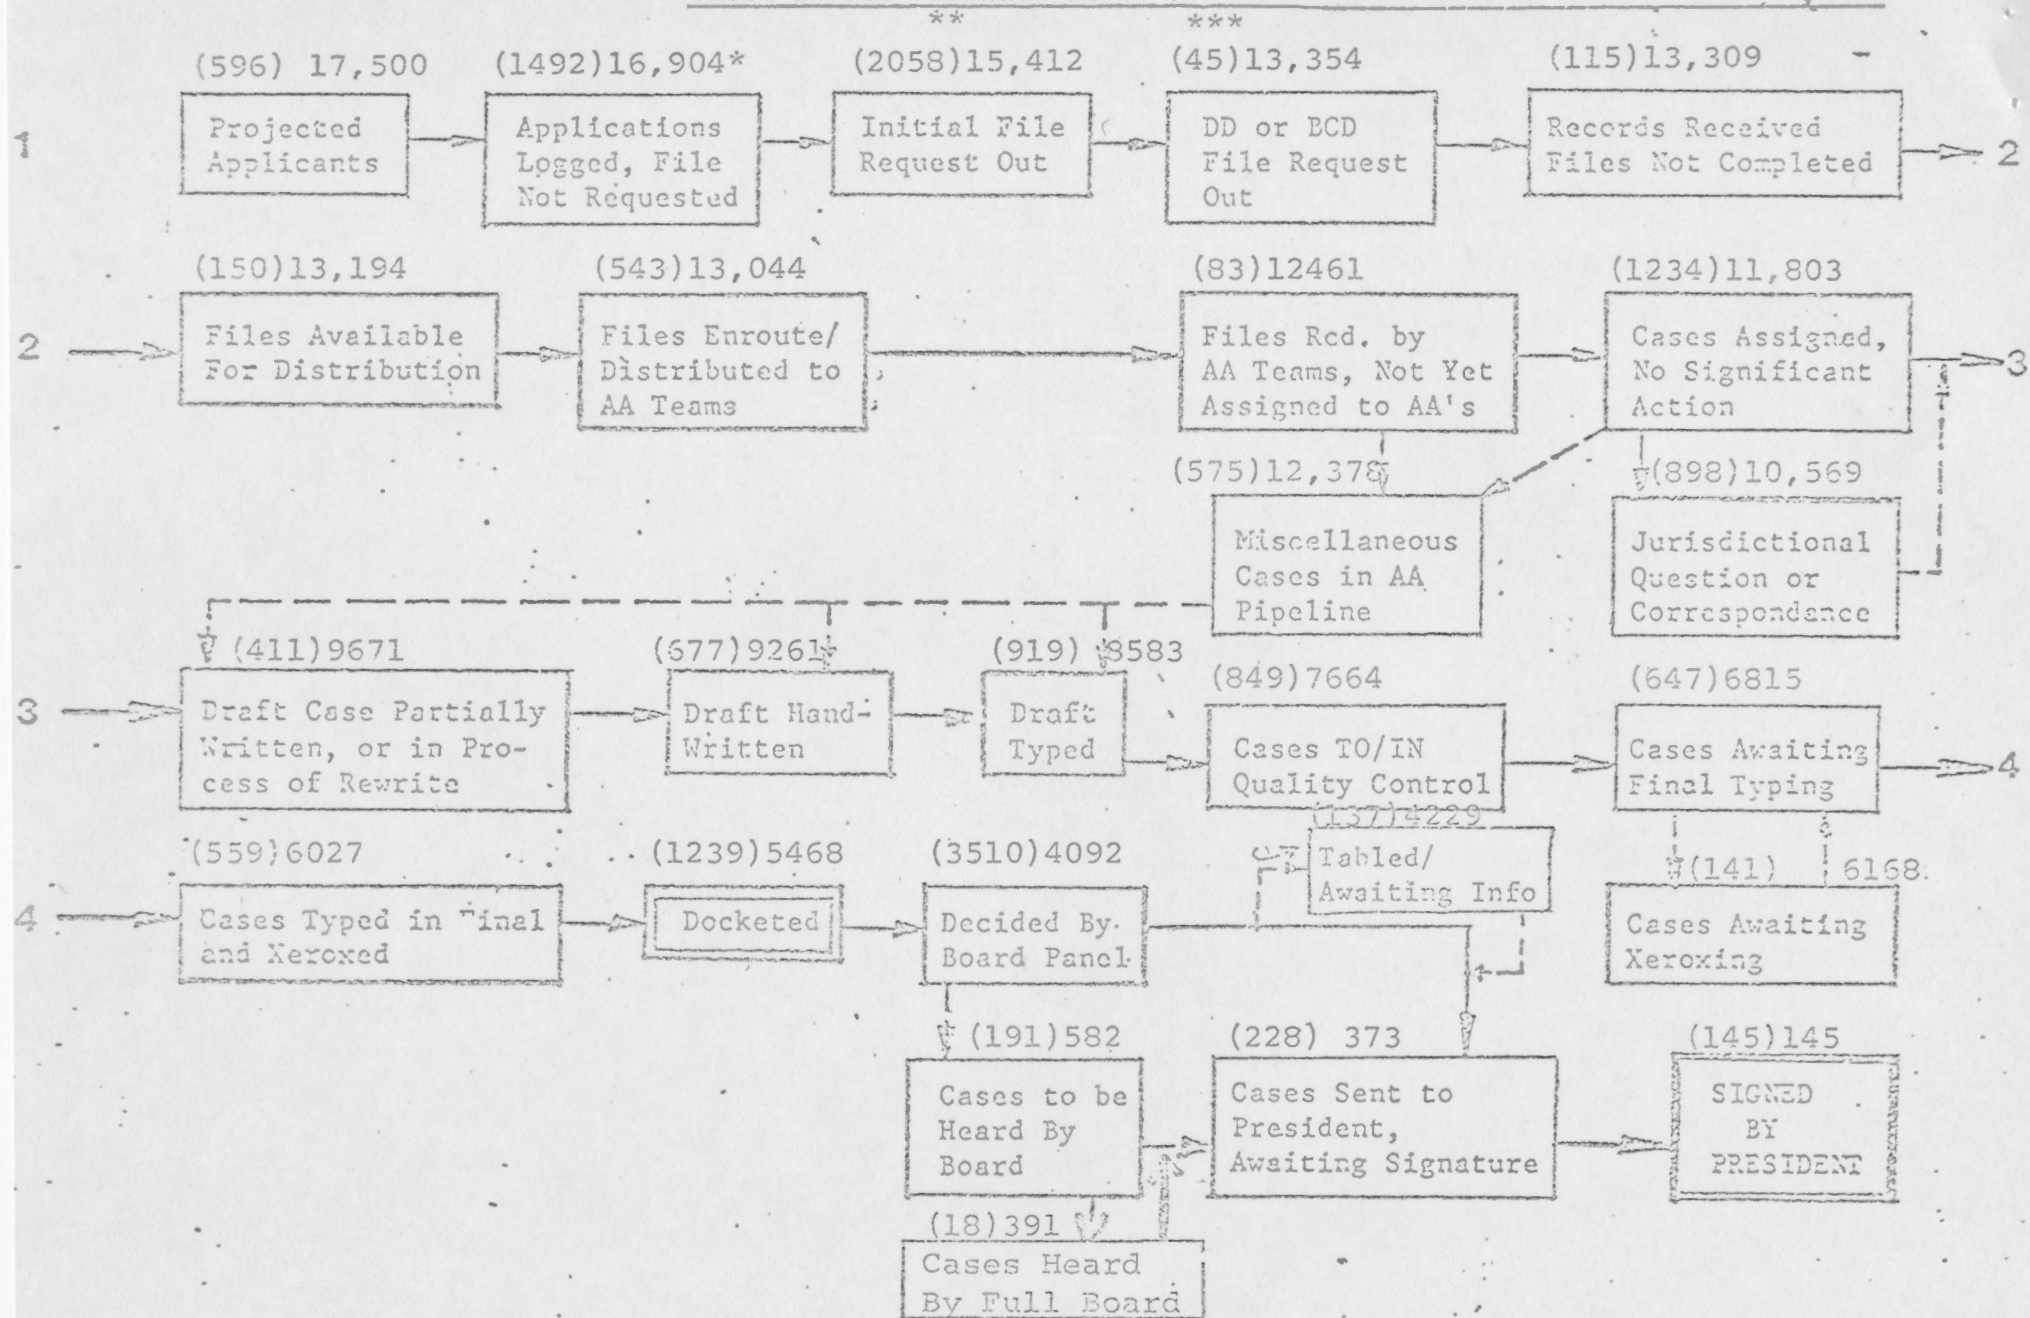 ** ***
(596) 17,500 (1492)16,904* (2058)15,412 (45)13,354 (115)13,309
1
Projected
Applicants
Applications
Logged, File
Not Requested
Initial File
Request Out
DD or BCD
File Request
Out
Records Received
Files Not Completed
2
(150)13,194 (543)13,044 (83)12461 (1234)11,803
2
Files Available
For Distribution
Files Enroute/
Distributed to
AA Teams
Files Rcd. by
AA Teams, Not Yet
Assigned to AA's
Cases Assigned,
No Significant
Action
3
(575)12,378 (898)10,569
Miscellaneous
Cases in AA
Pipeline
Jurisdictional
Question or
Correspondance
(411)9671 (677)9261 (919) 8583 (849)7664 (647)6815
3
Draft Case Partially
Written, or in Pro-
cess of Rewrite
Draft Hand-
Written
Draft
Typed
Cases TO/IN
Quality Control
Cases Awaiting
Final Typing
4
(137)4229
Tabled/
Awaiting Info
(559)6027 (1239)5468 (3510)4092 (141) 6168
4
Cases Typed in Final
and Xeroxed
Docketed
Decided By
Board Panel
Cases Awaiting
Xeroxing
(191)582 (228) 373 (145)145
Cases to be
Heard By
Board
Cases Sent to
President,
Awaiting Signature
SIGNED
BY
PRESIDENT
(18)391
Cases Heard
By Full Board